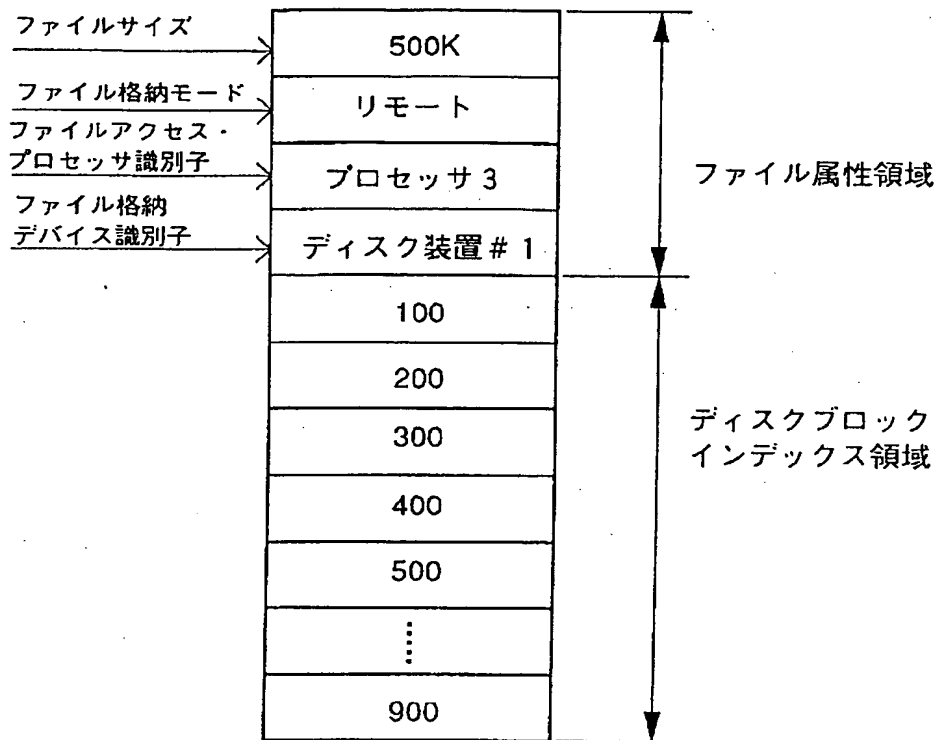 ファイルサイズ
500K
ファイル格納モード
リモート
ファイルアクセス・
プロセッサ識別子
プロセッサ3
ファイル属性領域
ファイル格納
デバイス識別子
ディスク装置#1
100
200
300
400
500
900
ディスクブロック
インデックス領域